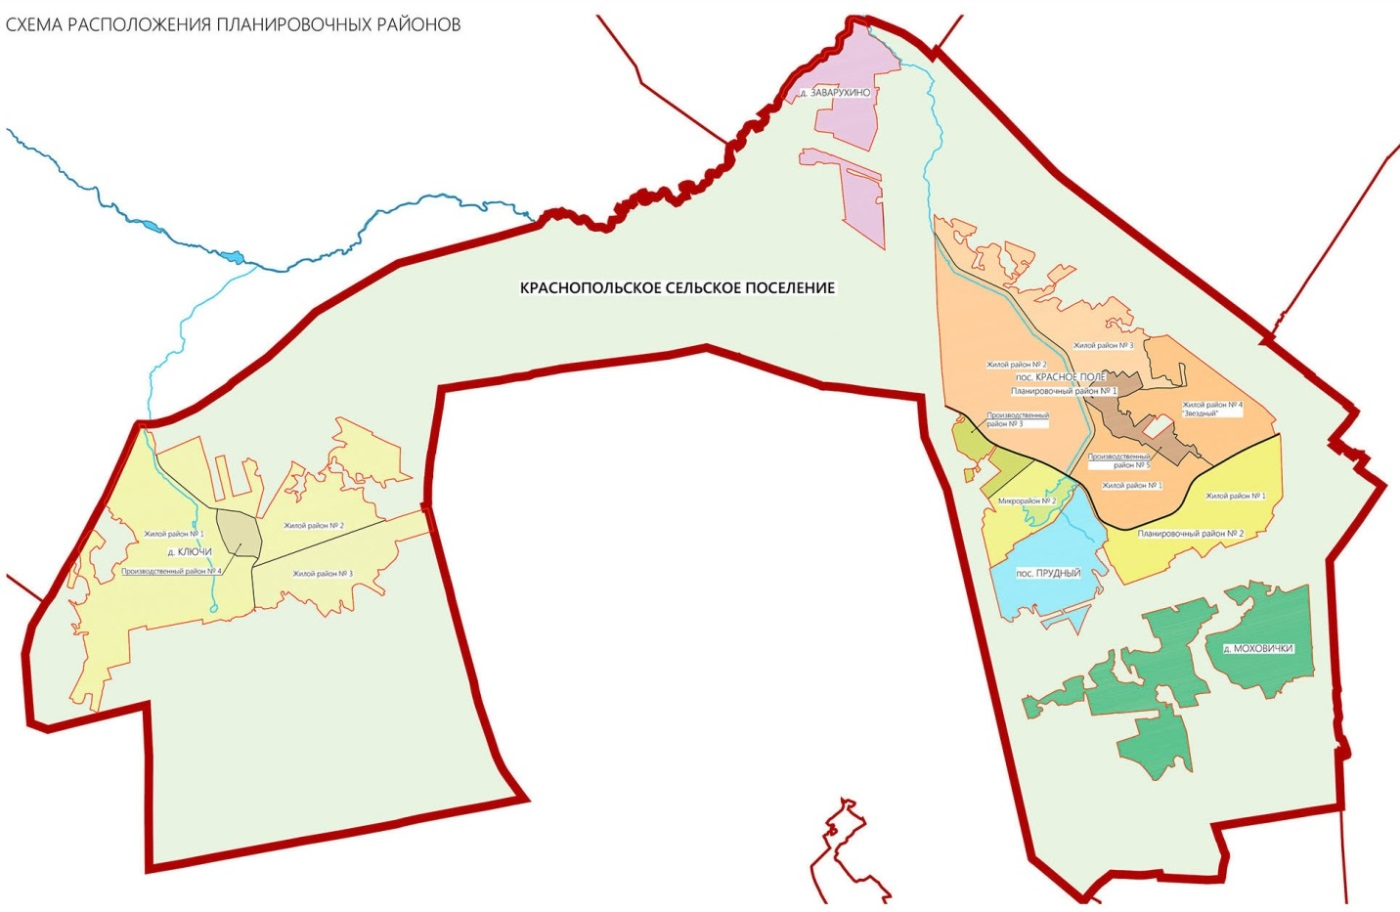 СХЕМА РАСПОЛОЖЕНИЯ ПЛАНИРОВОЧНЫХ РАЙОНОВ
д. ЗАВАРУХИНО
КРАСНОПОЛЬСКОЕ СЕЛЬСКОЕ ПОСЕЛЕНИЕ
Жилой район № 3
Жилой район № 2
пос. КРАСНОЕ ПОЛЕ
Планировочный район № 1
Жилой район № 4
"Звездный"
Производственный
район № 3
Производственный
район № 5
Жилой район № 1
Жилой район № 1
Микрорайон № 2
Планировочный район № 2
пос. ПРУДНЫЙ
д. МОХОВИЧКИ
Жилой район № 2
Жилой район № 1
д. КЛЮЧИ
Производственный район № 4
Жилой район № 3